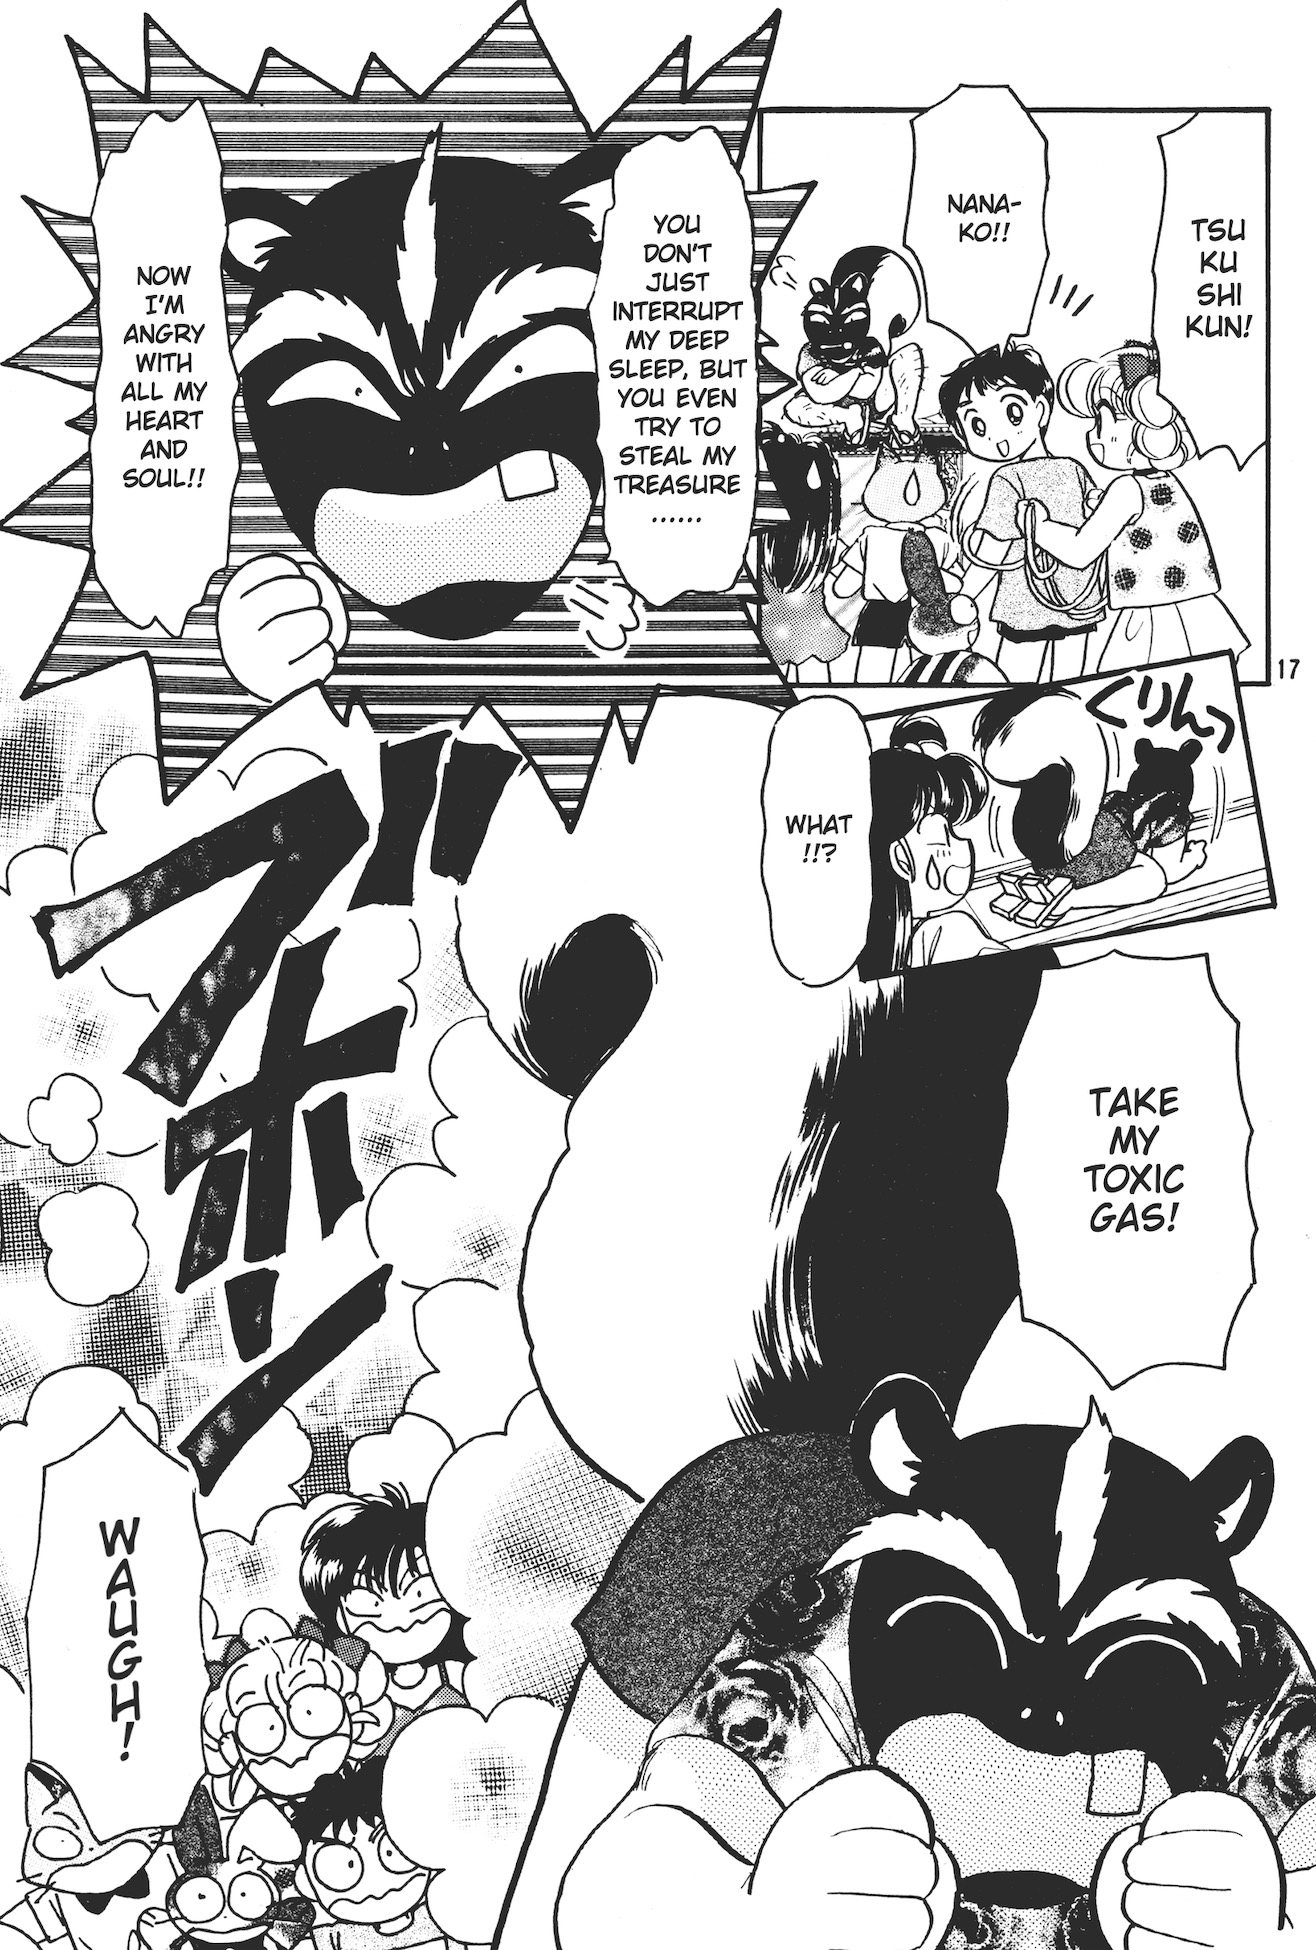 TSU
KU
SHI
KUN!
NANA-
KO!!
YOU
DON'T
JUST
INTERRUPT
MY DEEP
SLEEP, BUT
YOU EVEN
TRY TO
STEAL MY
TREASURE
......
NOW
I'M
ANGRY
WITH
ALL MY
HEART
AND
SOUL!!
17
くりんっ
WHAT
!!?
TAKE
MY
TOXIC
GAS!
ブボン
WAUGH!